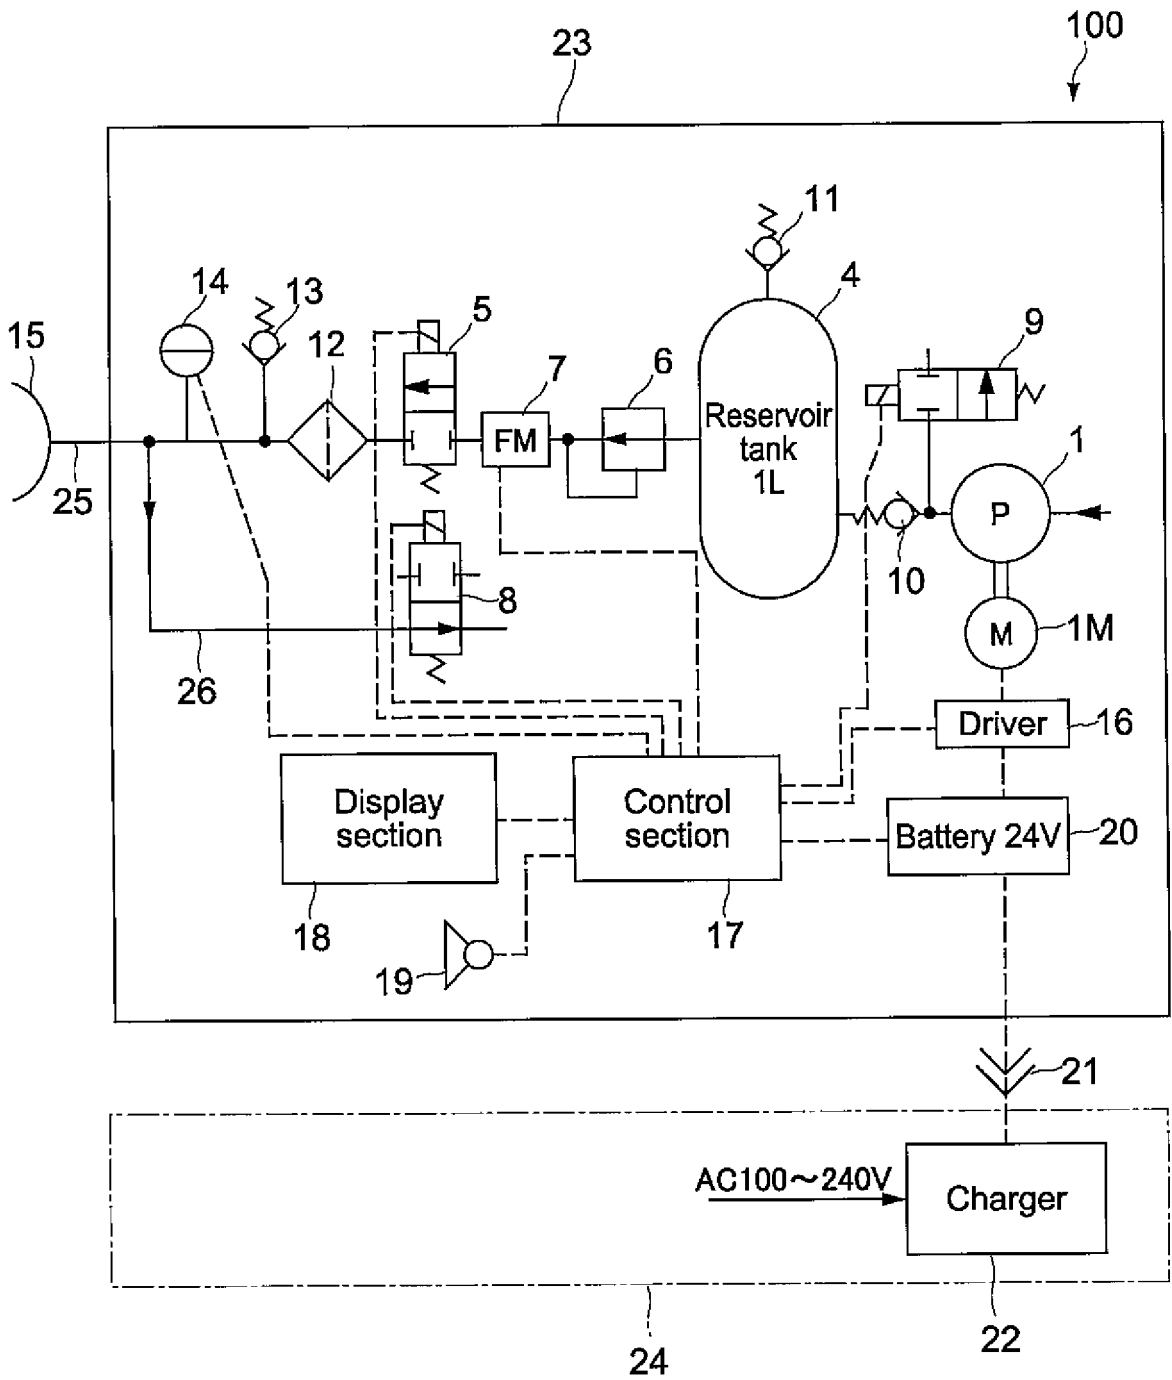 100
23
11
4
14
13
5
15
12
7
6
9
FM
Reservoir
tank
1L
1
P
25
10
8
M
1M
26
Driver
16
Display
section
Control
section
Battery 24V
20
18
17
19
21
AC100～240V
Charger
24
22